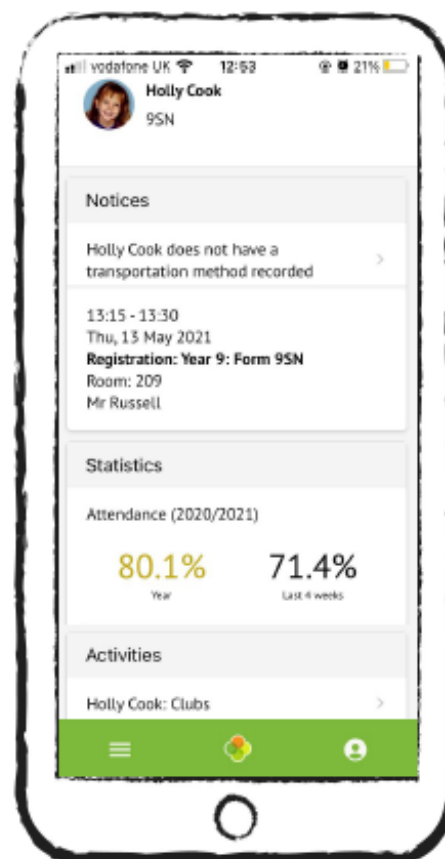 vodafone UK 12:53 21%
Holly Cook
9SN
Notices
Holly Cook does not have a
transportation method recorded
13:15 - 13:30
Thu, 13 May 2021
Registration: Year 9: Form 9SN
Room: 209
Mr Russell
Statistics
Attendance (2020/2021)
80.1% 71.4%
Year Last 4 weeks
Activities
Holly Cook: Clubs